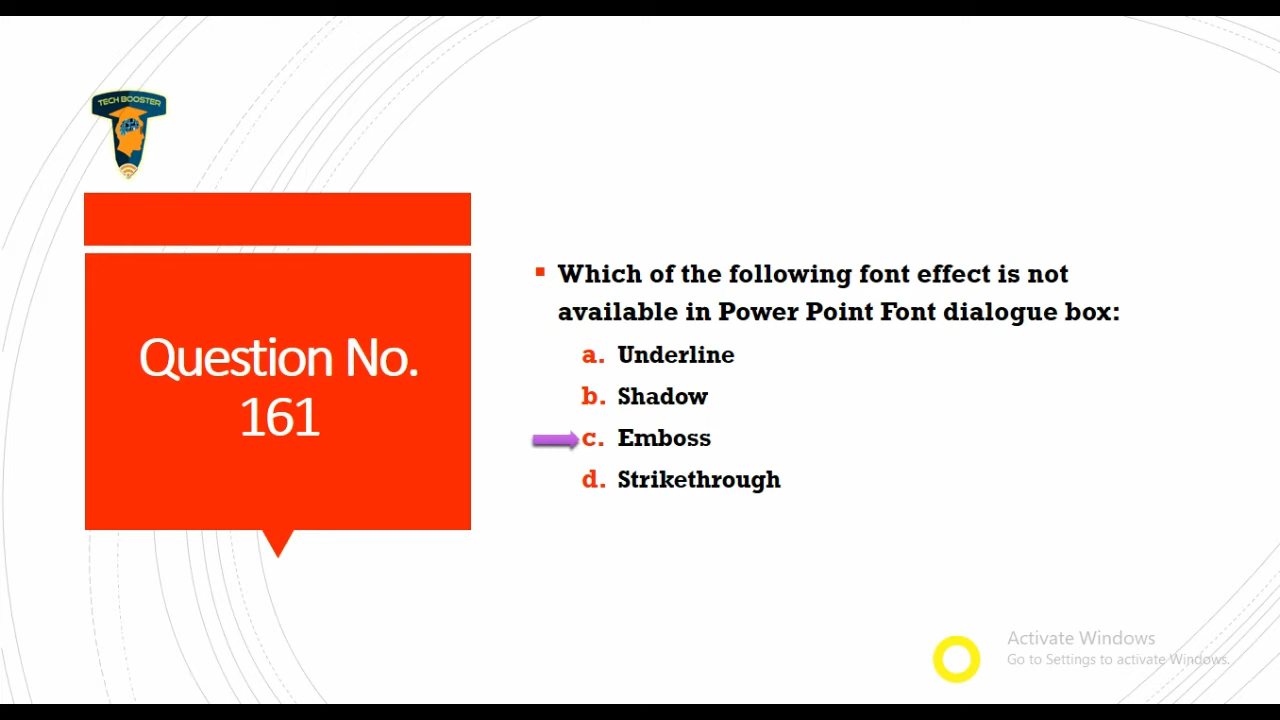 TECH BOOSTER
Question No.
161
▪ Which of the following font effect is not
available in Power Point Font dialogue box:
a. Underline
b. Shadow
c. Emboss
d. Strikethrough
Activate Windows
Go to Settings to activate Windows.